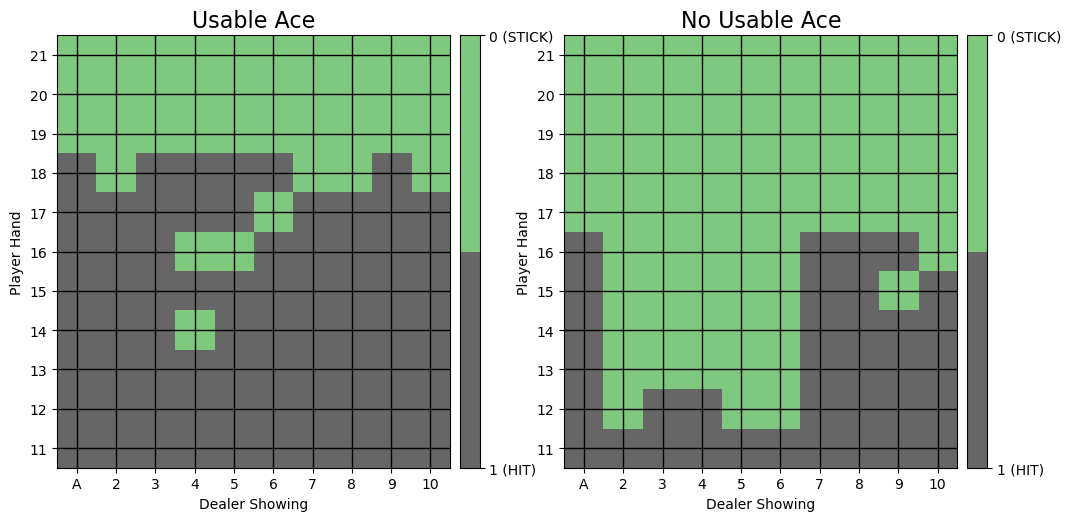 Usable Ace
21
20
19
18
17
16
15
14
13
12
11
Player Hand
A 2 3 4 5 6 7 8 9 10
Dealer Showing
0 (STICK)
1 (HIT)
No Usable Ace
21
20
19
18
17
16
15
14
13
12
11
Player Hand
A 2 3 4 5 6 7 8 9 10
Dealer Showing
0 (STICK)
1 (HIT)